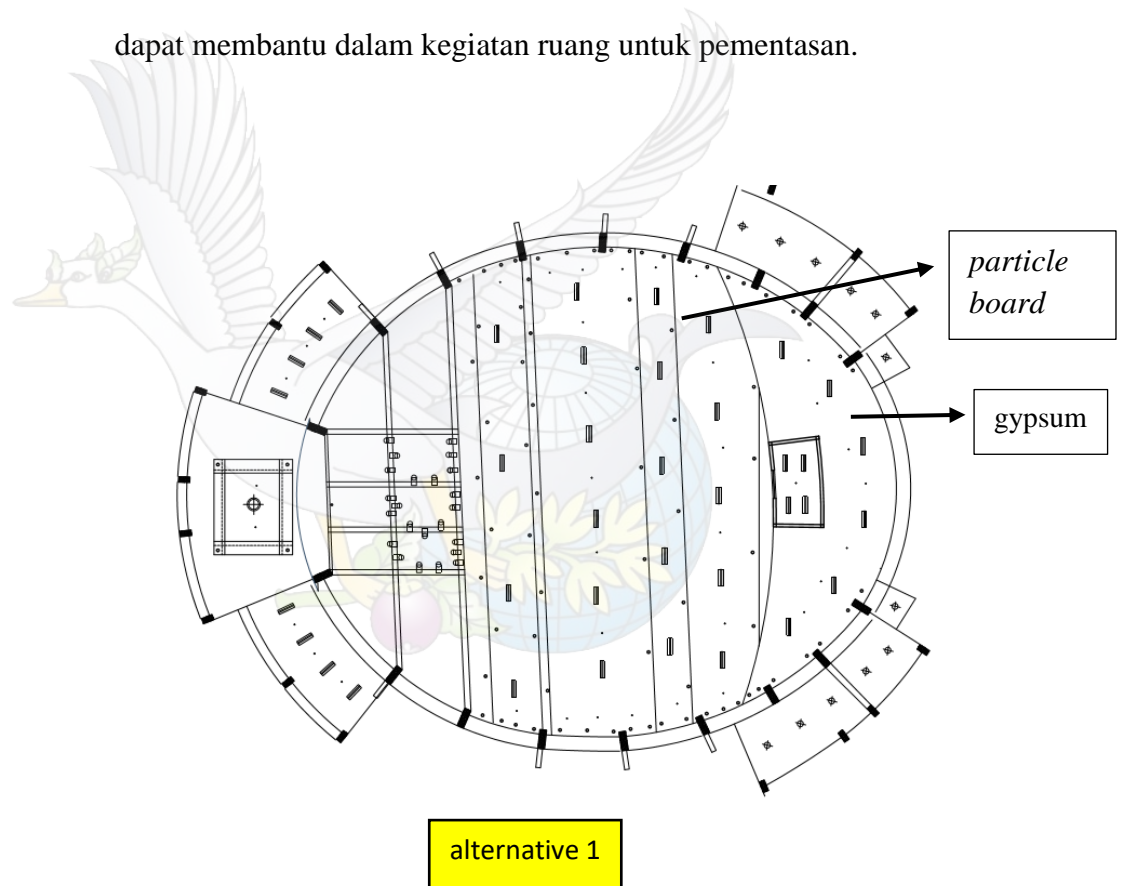 dapat membantu dalam kegiatan ruang untuk pementasan.
particle
board
gypsum
alternative 1